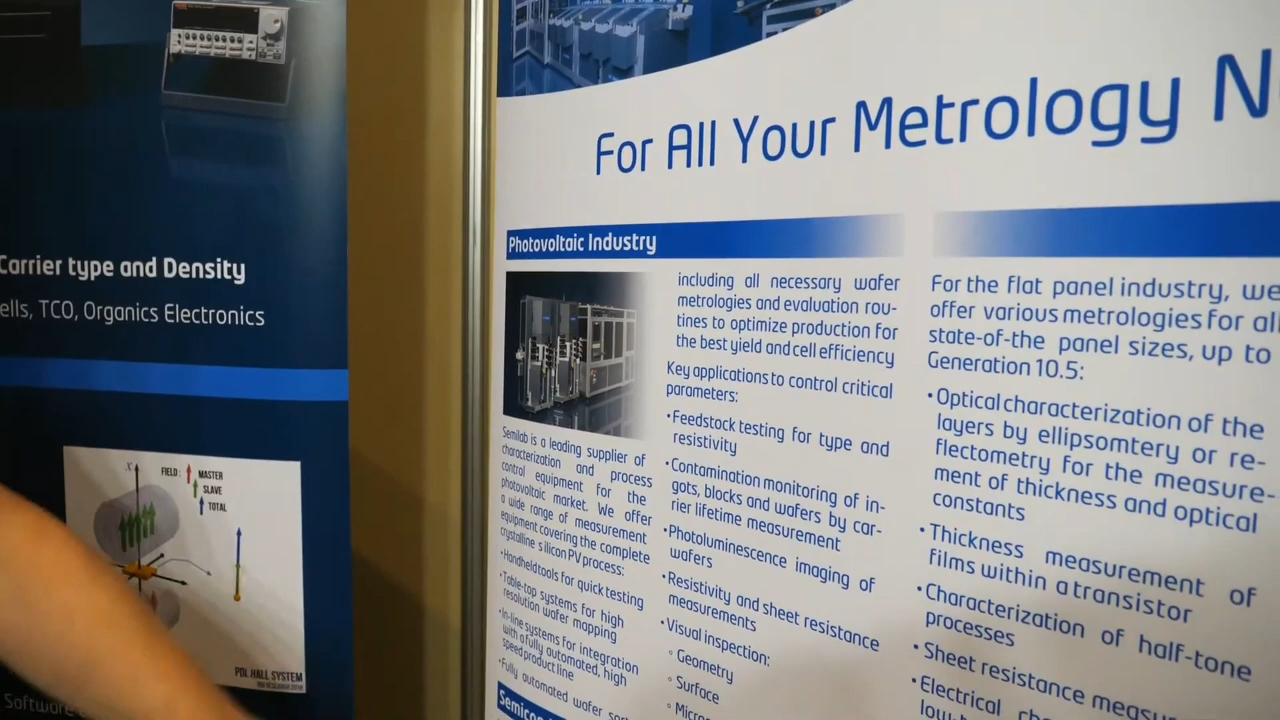 Carrier type and Density
ells, TCO, Organics Electronics
FIELD :
MASTER
SLAVE
TOTAL
X
PDL HALL SYSTEM
Software
For All Your Metrology N
Photovoltaic Industry
Semilab is a leading supplier of
characterization and process
control equipment for the
photovoltaic market. We offer
a wide range of measurement
equipment covering the complete
crystalline silicon PV process:
•Handheld tools for quick testing
•Table-top systems for high
resolution wafer mapping
•In-line systems for integration
with a fully automated, high
speed product line
•Fully automated wafer sor
Semicon
including all necessary wafer
metrologies and evaluation rou-
tines to optimize production for
the best yield and cell efficiency
Key applications to control critical
parameters:
•Feedstock testing for type and
resistivity
•Contamination monitoring of in-
gots, blocks and wafers by car-
rier lifetime measurement
•Photoluminescence imaging of
wafers
•Resistivity and sheet resistance
measurements
•Visual inspection:
◦ Geometry
◦ Surface
◦ Micro
For the flat panel industry, we
offer various metrologies for all
state-of-the panel sizes, up to
Generation 10.5:
•Optical characterization of the
layers by ellipsomtery or re-
flectometry for the measure-
ment of thickness and optical
constants
•Thickness measurement of
films within a transistor
•Characterization of half-tone
processes
•Sheet resistance measur
•Electrical cha
low-